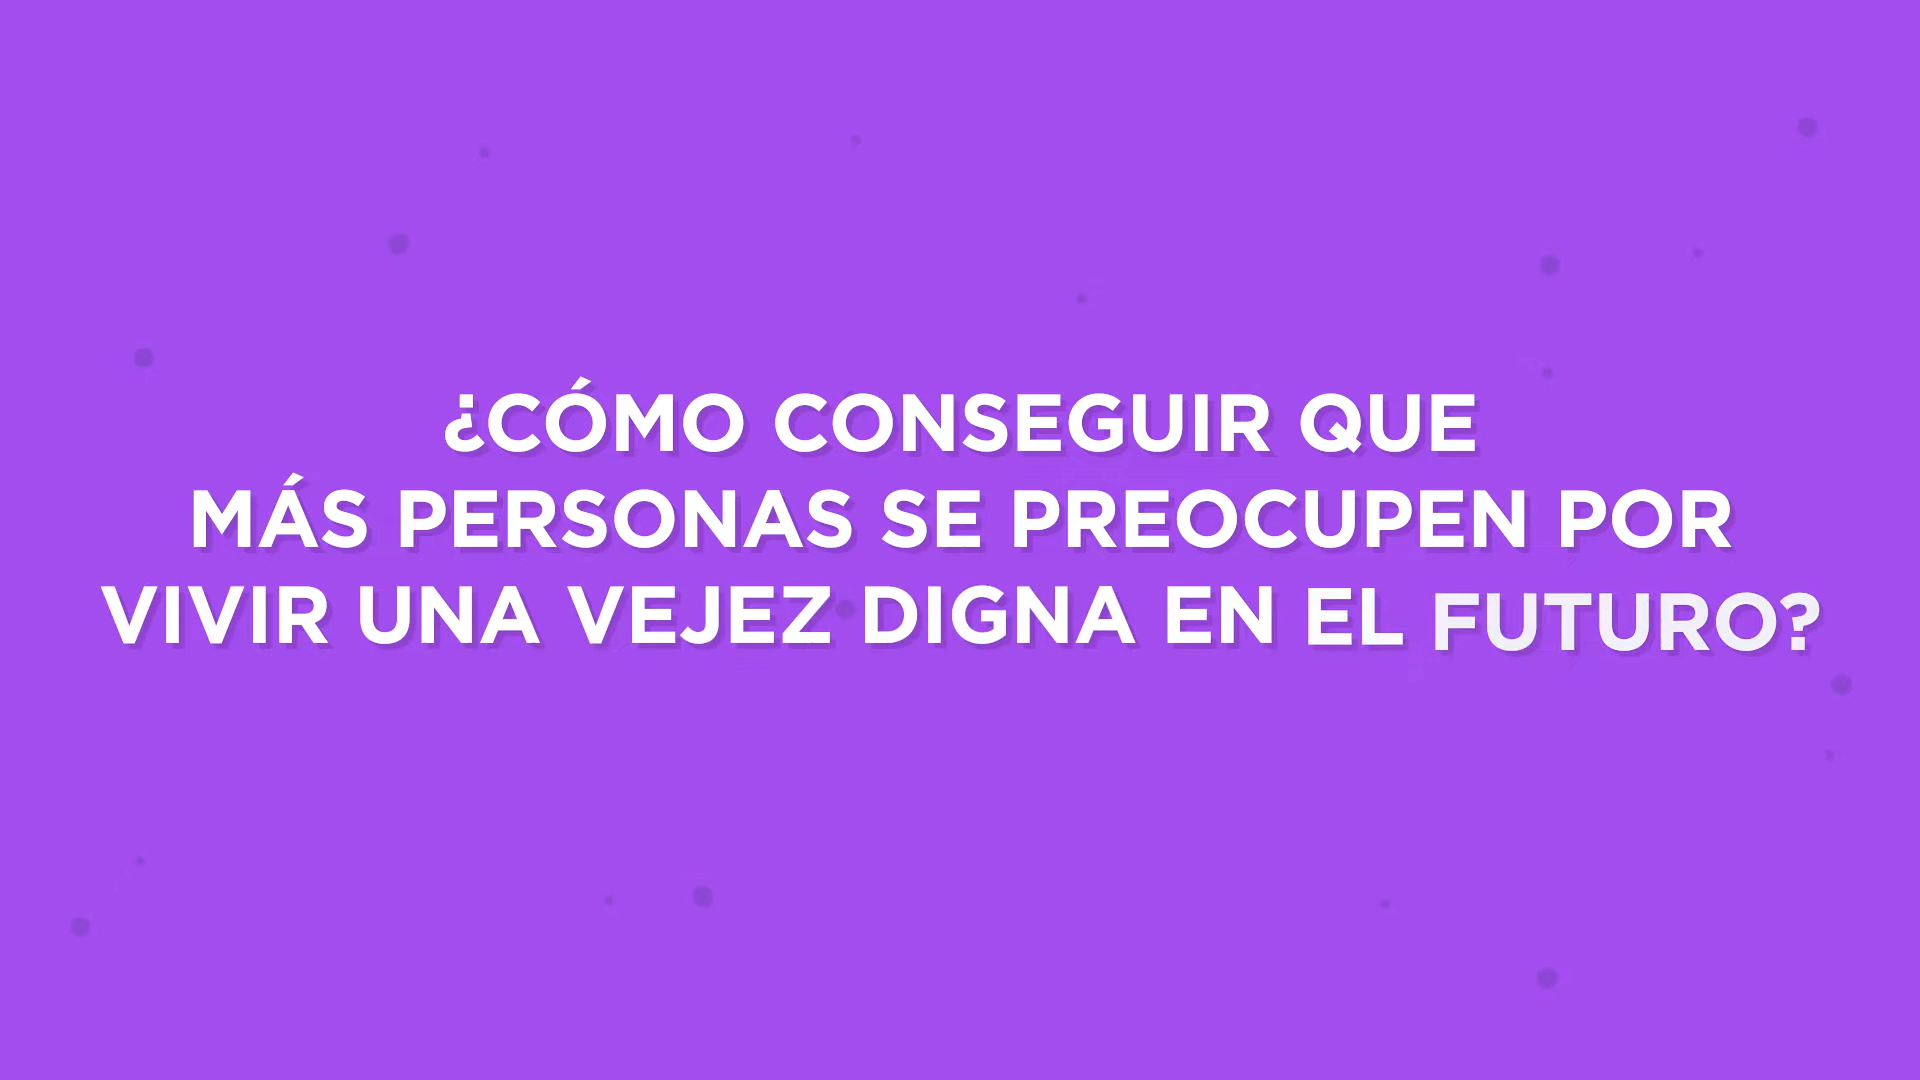 ¿CÓMO CONSEGUIR QUE
MÁS PERSONAS SE PREOCUPEN POR
VIVIR UNA VEJEZ DIGNA EN EL FUTURO?